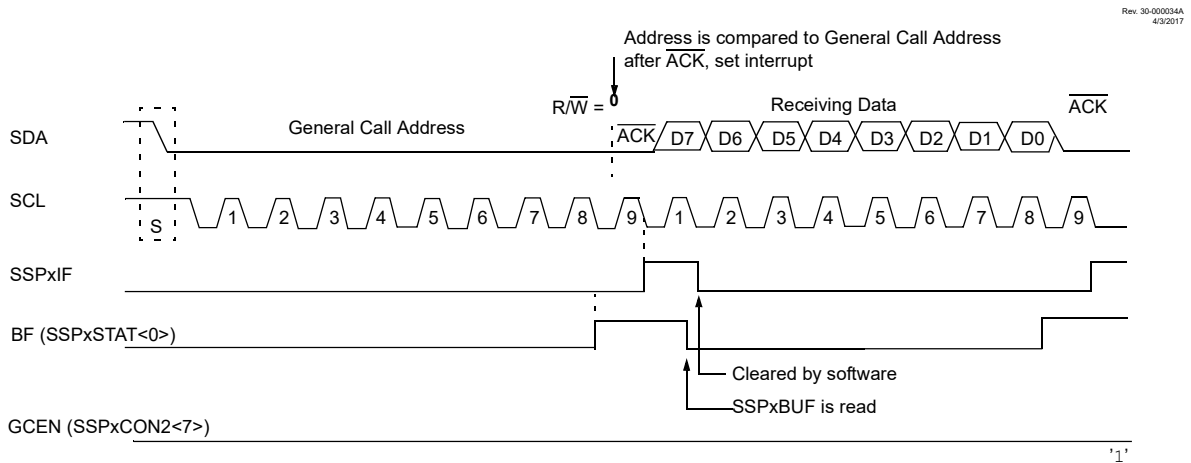 Rev. 30-000034A
4/3/2017
Address is compared to General Call Address
after ACK, set interrupt
R/W = 0
Receiving Data
ACK
SDA
General Call Address
ACK
D7 D6 D5 D4 D3 D2 D1 D0
SCL
S
1 2 3 4 5 6 7 8 9 1 2 3 4 5 6 7 8 9
SSPxIF
BF (SSPxSTAT<0>)
Cleared by software
SSPxBUF is read
GCEN (SSPxCON2<7>)
'1'